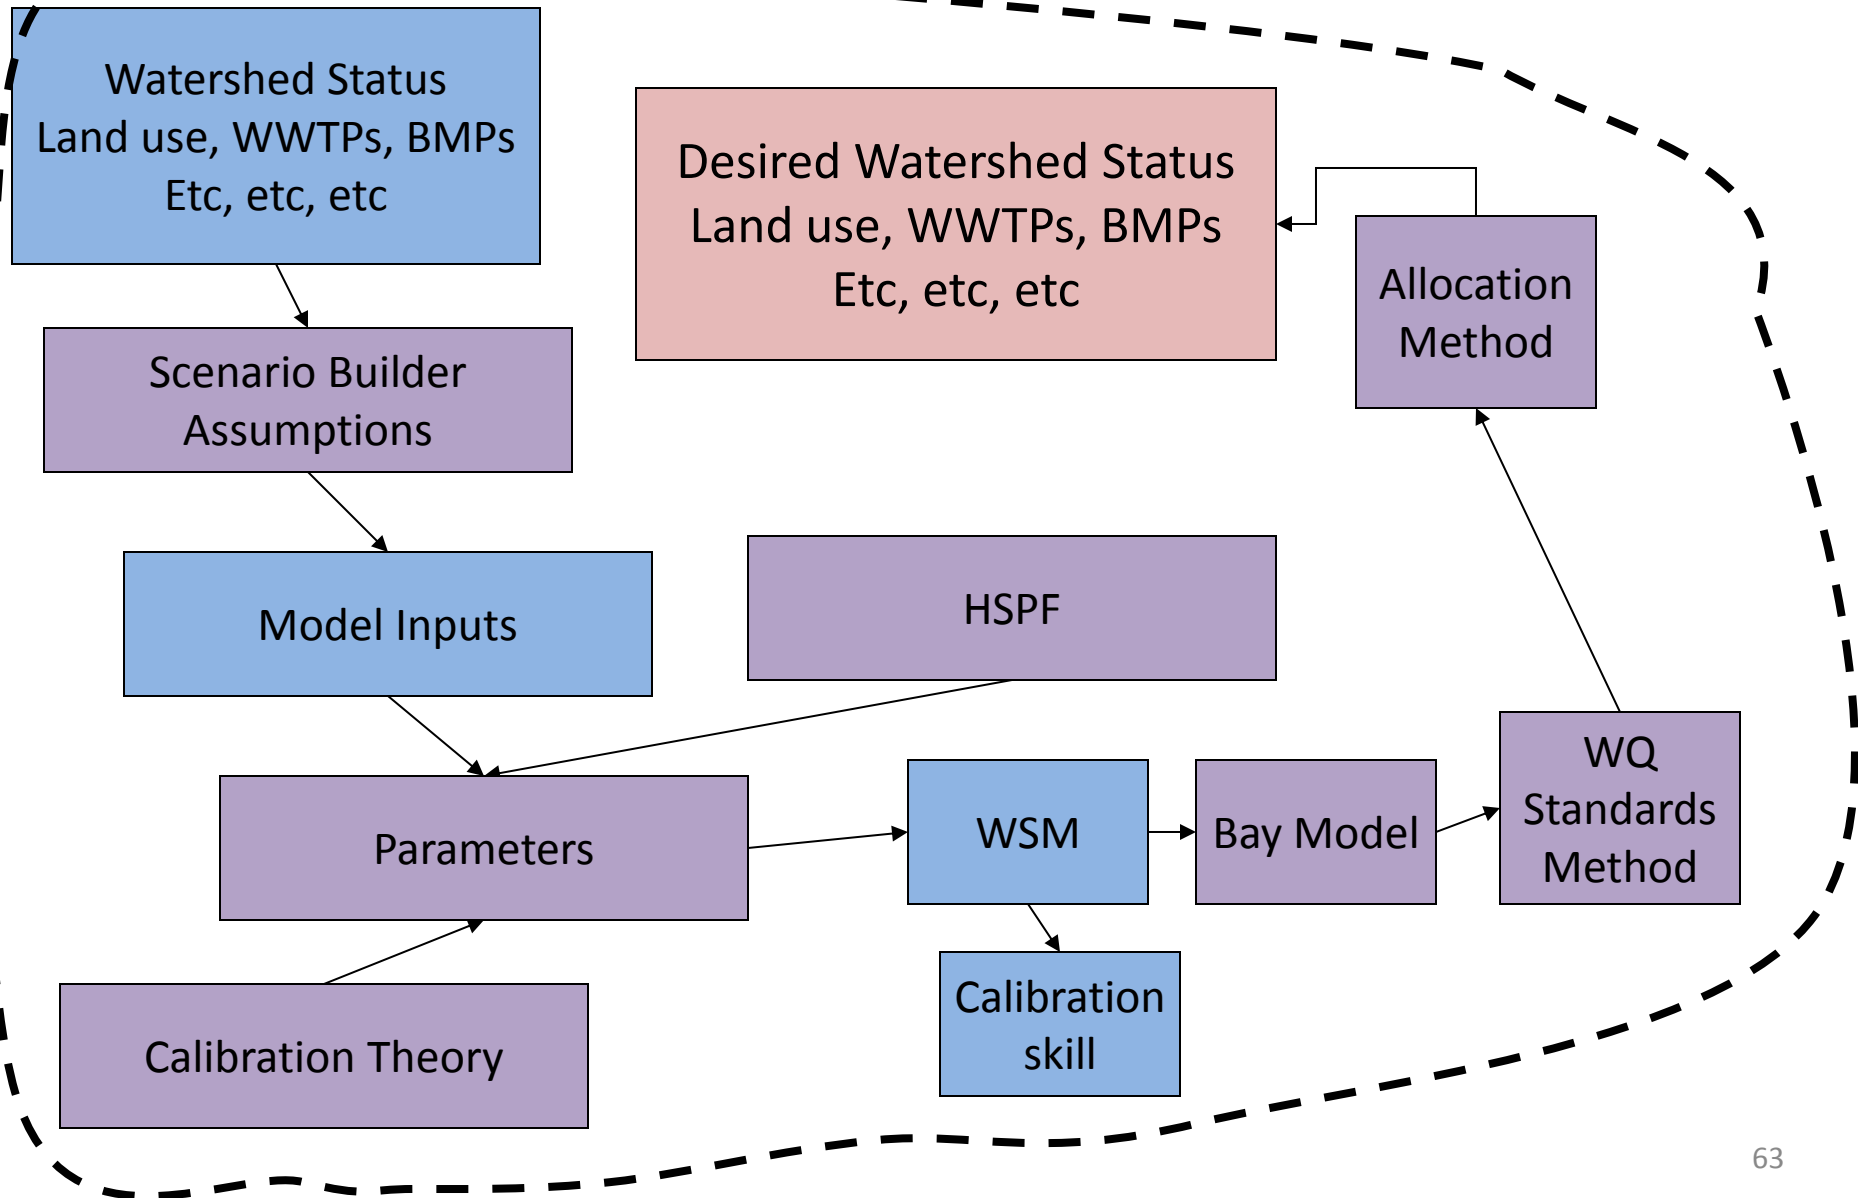 Watershed Status
Land use, WWTPs, BMPs
Etc, etc, etc
Desired Watershed Status
Land use, WWTPs, BMPs
Etc, etc, etc
Allocation
Method
Scenario Builder
Assumptions
Model Inputs
HSPF
Parameters
WSM
Bay Model
WQ
Standards
Method
Calibration Theory
Calibration
skill
63